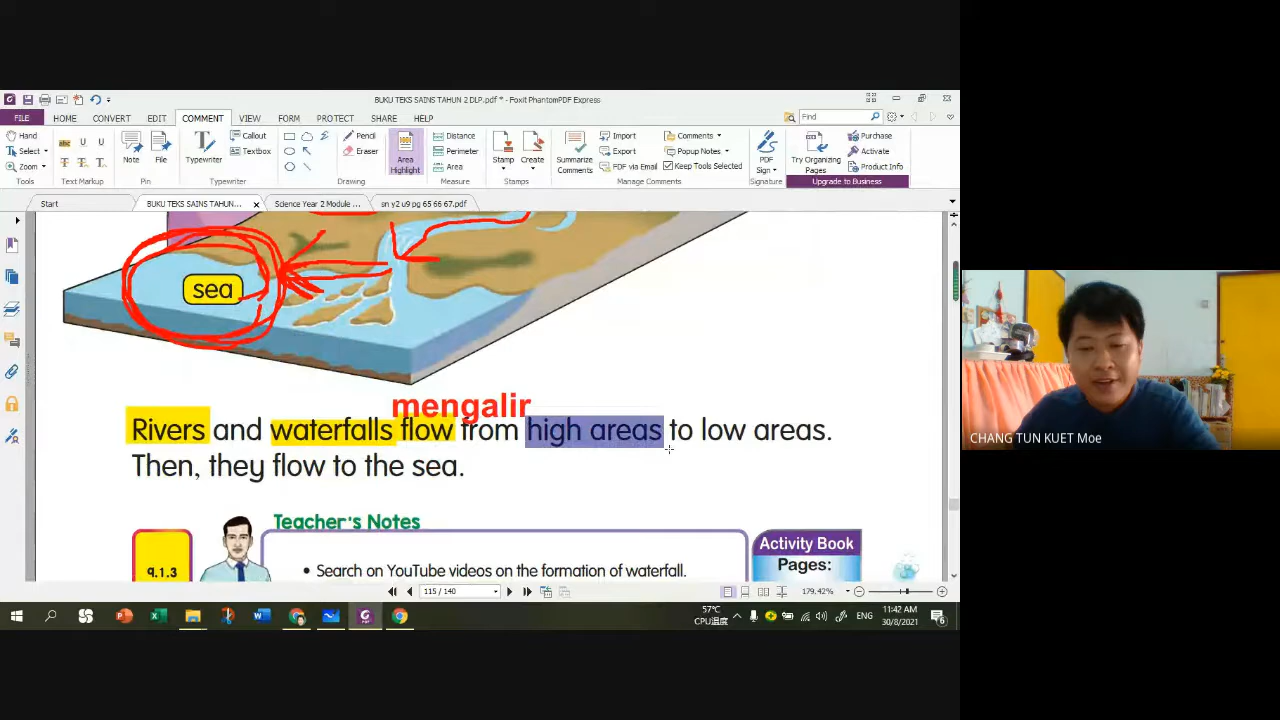 BUKU TEKS SAINS TAHUN 2 DLP.pdf * - Foxit PhantomPDF Express
FILE HOME CONVERT EDIT COMMENT VIEW FORM PROTECT SHARE HELP
Find
Hand
Select
Zoom
Tools
Text Markup
Note
File
Pin
Typewriter
Callout
Textbox
Typewriter
Pencil
Eraser
Drawing
Area Highlight
Distance
Perimeter
Area
Measure
Stamp
Create
Stamps
Summarize Comments
Import
Export
FDF via Email
Comments
Popup Notes
Keep Tools Selected
Manage Comments
PDF Sign
Signature
Try Organizing Pages
Purchase
Activate
Product Info
Upgrade to Business
Start
BUKU TEKS SAINS TAHUN...
Science Year 2 Module ...
sn y2 u9 pg 65 66 67.pdf
sea
mengalir
Rivers and waterfalls flow from high areas to low areas.
Then, they flow to the sea.
Teacher's Notes
9.1.3
• Search on YouTube videos on the formation of waterfall.
Activity Book
Pages:
115 / 140
179.42%
57℃
CPU温度
ENG
11:42 AM
30/8/2021
6
CHANG TUN KUET Moe